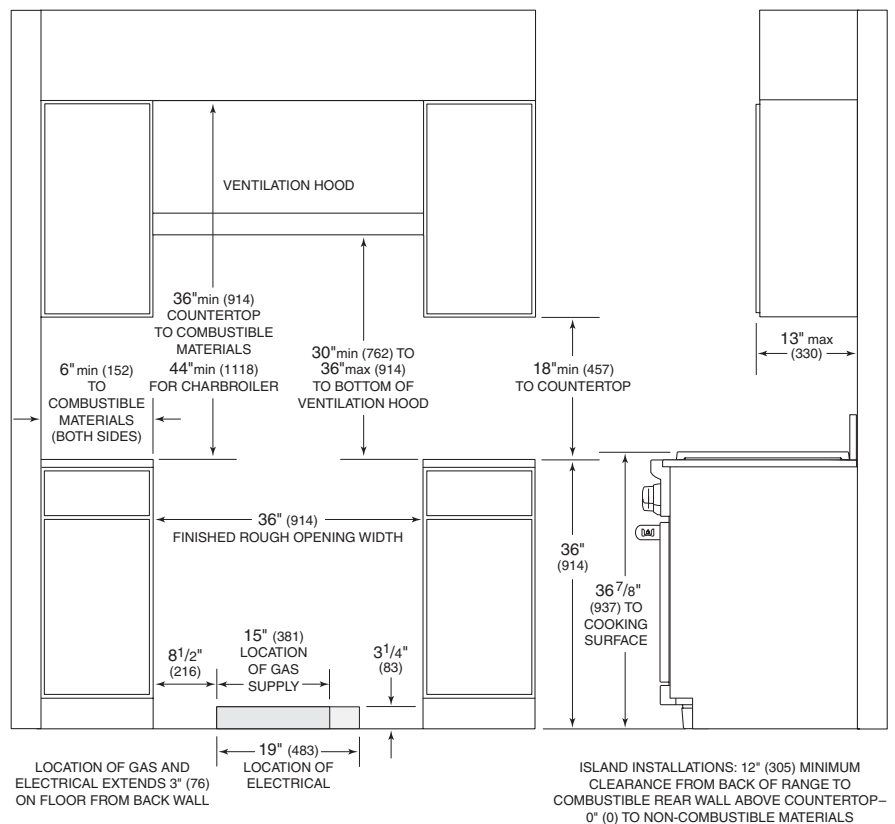 VENTILATION HOOD
36"min (914)
COUNTERTOP
TO COMBUSTIBLE
MATERIALS
44"min (1118)
FOR CHARBROILER
30"min (762) TO
36"max (914)
TO BOTTOM OF
VENTILATION HOOD
6"min (152)
TO
COMBUSTIBLE
MATERIALS
(BOTH SIDES)
18"min (457)
TO COUNTERTOP
13" max
(330)
36" (914)
FINISHED ROUGH OPENING WIDTH
36"
(914)
36 7/8"
(937) TO
COOKING
SURFACE
8 1/2"
(216)
15" (381)
LOCATION
OF GAS
SUPPLY
3 1/4"
(83)
19" (483)
LOCATION OF
ELECTRICAL
LOCATION OF GAS AND
ELECTRICAL EXTENDS 3" (76)
ON FLOOR FROM BACK WALL
ISLAND INSTALLATIONS: 12" (305) MINIMUM
CLEARANCE FROM BACK OF RANGE TO
COMBUSTIBLE REAR WALL ABOVE COUNTERTOP–
0" (0) TO NON-COMBUSTIBLE MATERIALS